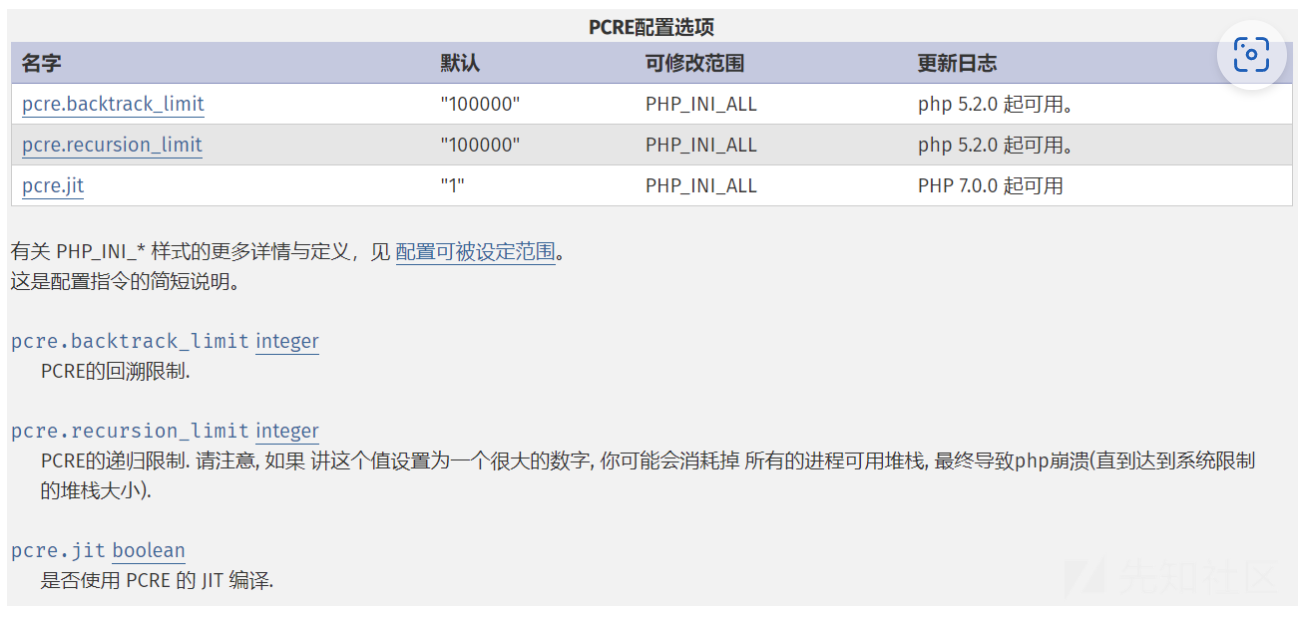 PCRE配置选项
名字 默认 可修改范围 更新日志
pcre.backtrack_limit "100000" PHP_INI_ALL php 5.2.0 起可用。
pcre.recursion_limit "100000" PHP_INI_ALL php 5.2.0 起可用。
pcre.jit "1" PHP_INI_ALL PHP 7.0.0 起可用
有关 PHP_INI_* 样式的更多详情与定义，见 配置可被设定范围。
这是配置指令的简短说明。
pcre.backtrack_limit integer
PCRE的回溯限制.
pcre.recursion_limit integer
PCRE的递归限制. 请注意, 如果 讲这个值设置为一个很大的数字, 你可能会消耗掉 所有的进程可用堆栈, 最终导致php崩溃(直到达到系统限制
的堆栈大小).
pcre.jit boolean
是否使用 PCRE 的 JIT 编译.
先知社区